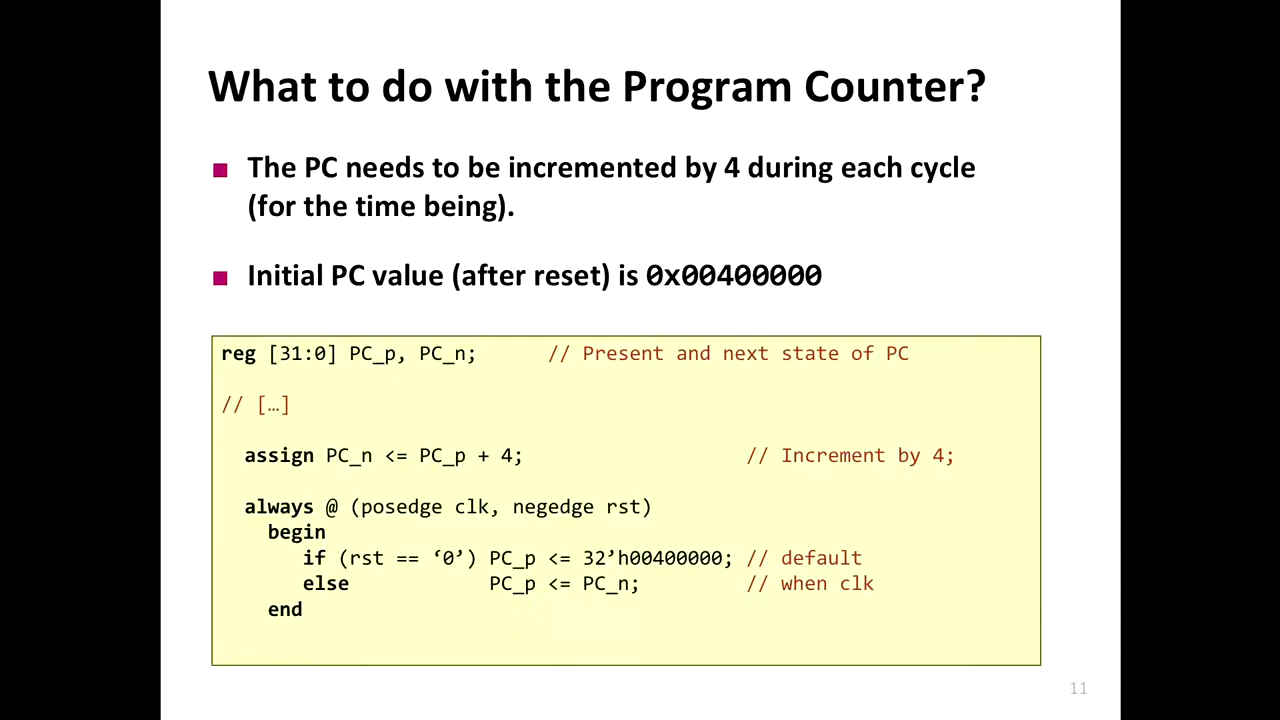 What to do with the Program Counter?
The PC needs to be incremented by 4 during each cycle
(for the time being).
Initial PC value (after reset) is 0x00400000
reg [31:0] PC_p, PC_n;      // Present and next state of PC
// […]
assign PC_n <= PC_p + 4;                   // Increment by 4;
always @ (posedge clk, negedge rst)
begin
if (rst == ‘0’) PC_p <= 32’h00400000; // default
else            PC_p <= PC_n;         // when clk
end
11